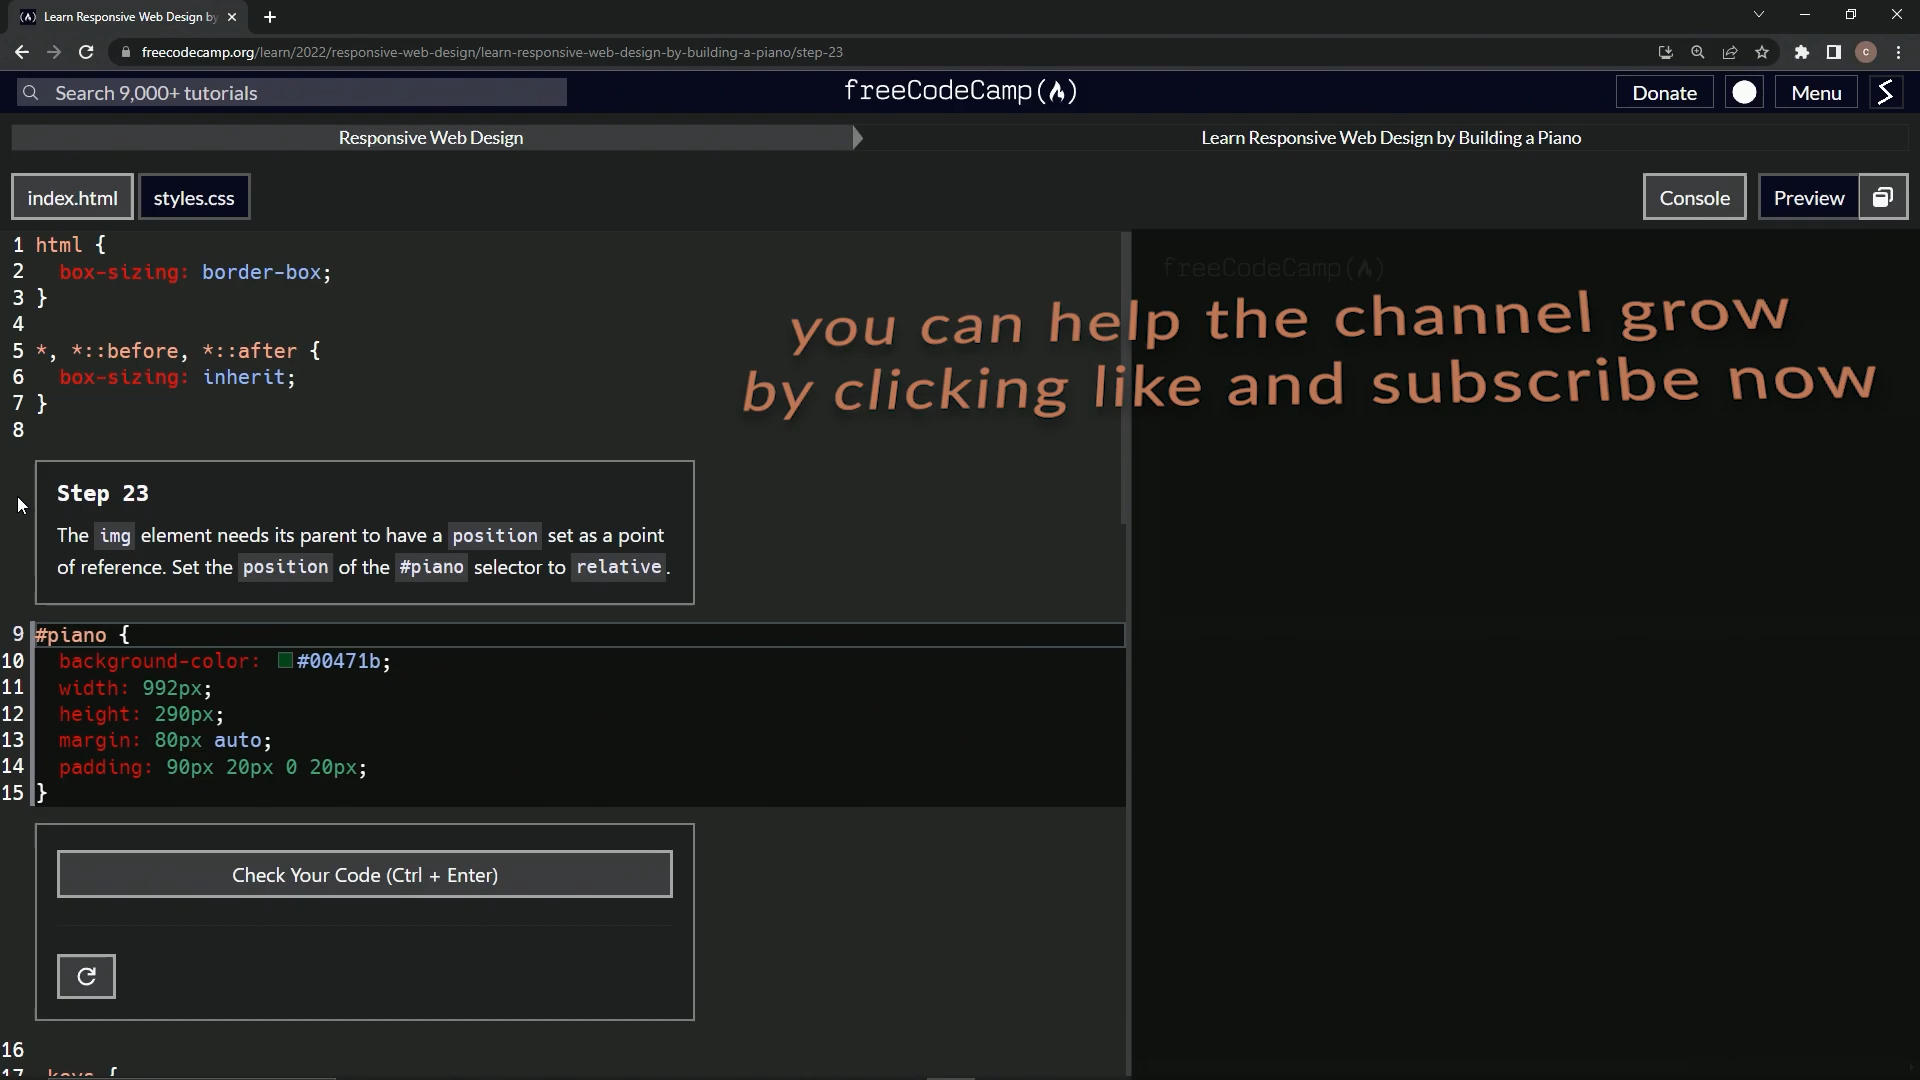 Learn Responsive Web Design by
freecodecamp.org/learn/2022/responsive-web-design/learn-responsive-web-design-by-building-a-piano/step-23
C
Search 9,000+ tutorials
freeCodeCamp(🔥)
Donate
Menu
Responsive Web Design
Learn Responsive Web Design by Building a Piano
index.html
styles.css
Console
Preview
freeCodeCamp(🔥)
you can help the channel grow
by clicking like and subscribe now
1 html {
2   box-sizing: border-box;
3 }
4
5 *, *::before, *::after {
6   box-sizing: inherit;
7 }
8
Step 23
The img element needs its parent to have a position set as a point
of reference. Set the position of the #piano selector to relative.
9 #piano {
10   background-color: #00471b;
11   width: 992px;
12   height: 290px;
13   margin: 80px auto;
14   padding: 90px 20px 0 20px;
15 }
Check Your Code (Ctrl + Enter)
16
17 .keys {